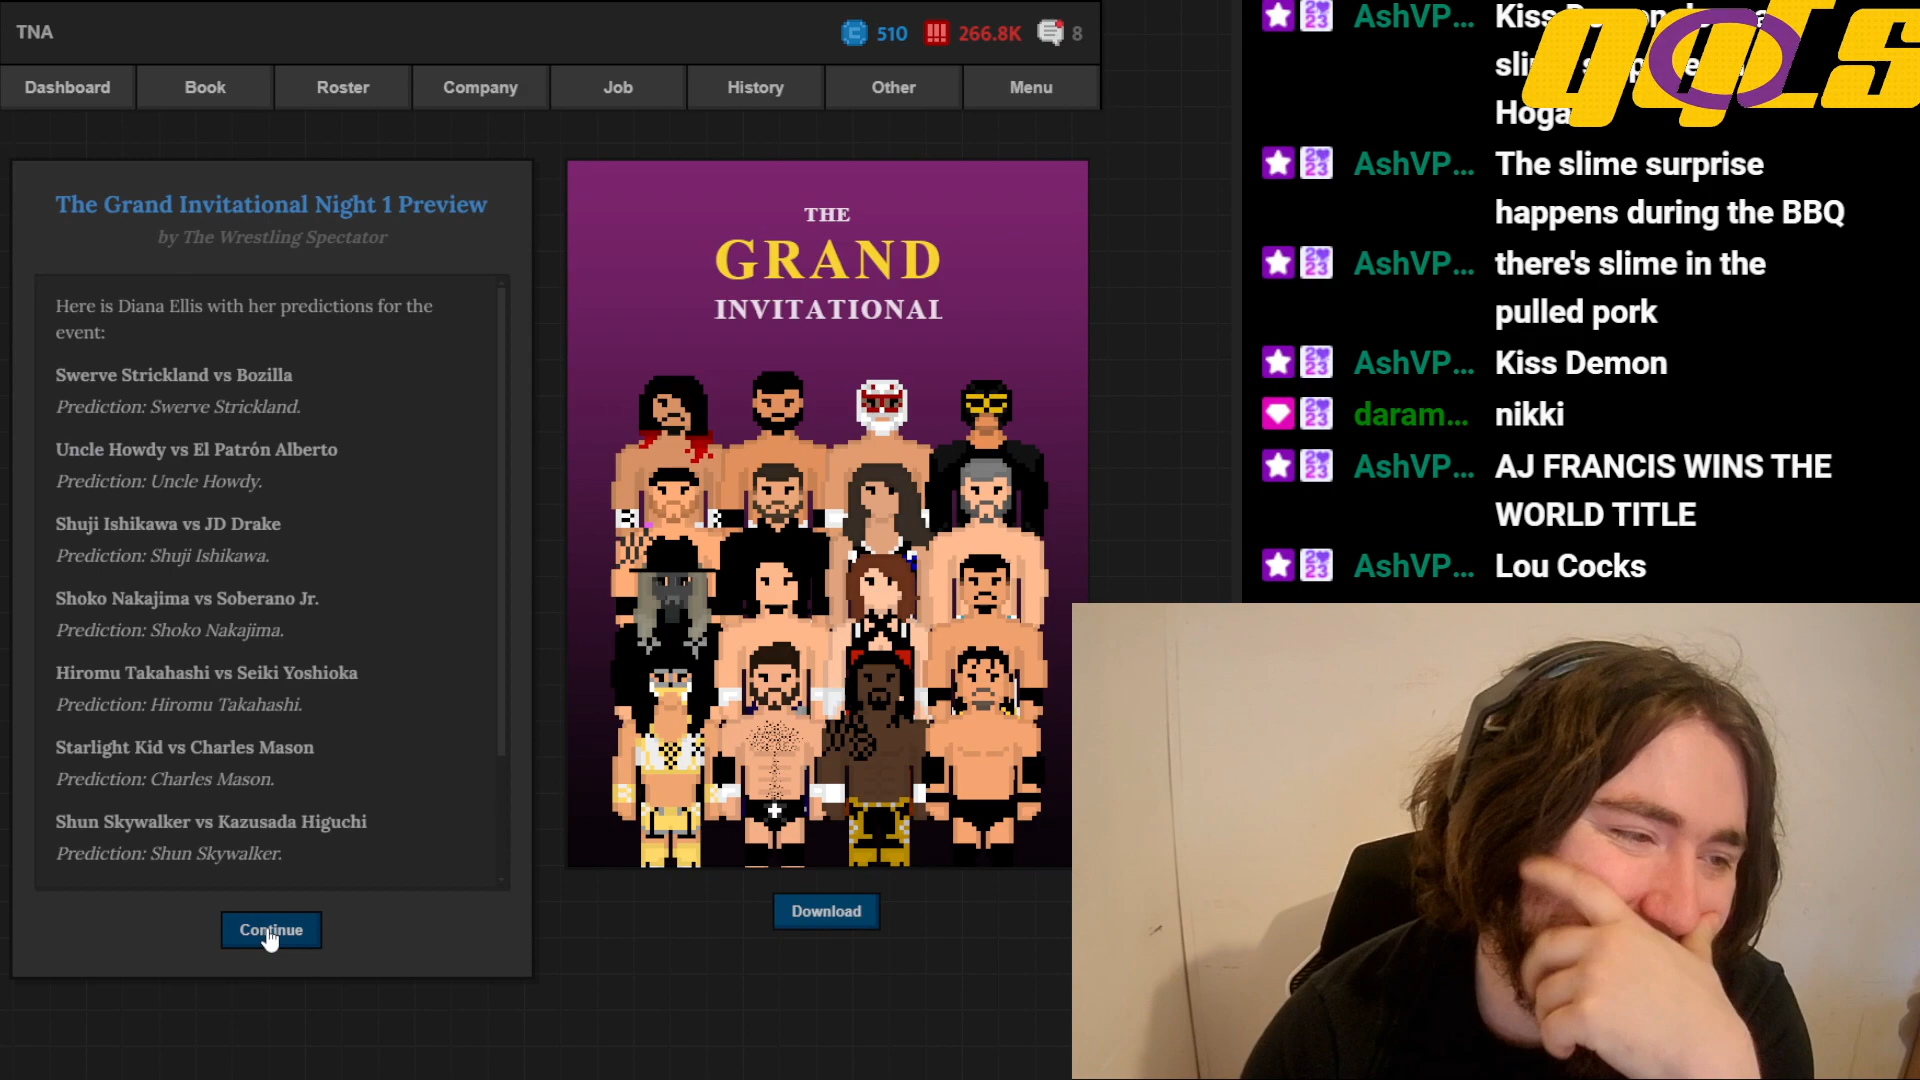 TNA
510
266.8K
8
Dashboard
Book
Roster
Company
Job
History
Other
Menu
The Grand Invitational Night 1 Preview
by The Wrestling Spectator
Here is Diana Ellis with her predictions for the
event:
Swerve Strickland vs Bozilla
Prediction: Swerve Strickland.
Uncle Howdy vs El Patrón Alberto
Prediction: Uncle Howdy.
Shuji Ishikawa vs JD Drake
Prediction: Shuji Ishikawa.
Shoko Nakajima vs Soberano Jr.
Prediction: Shoko Nakajima.
Hiromu Takahashi vs Seiki Yoshioka
Prediction: Hiromu Takahashi.
Starlight Kid vs Charles Mason
Prediction: Charles Mason.
Shun Skywalker vs Kazusada Higuchi
Prediction: Shun Skywalker.
Continue
THE
GRAND
INVITATIONAL
Download
AshVP... Kiss
AshVP... The slime surprise
happens during the BBQ
AshVP... there's slime in the
pulled pork
AshVP... Kiss Demon
daram... nikki
AshVP... AJ FRANCIS WINS THE
WORLD TITLE
AshVP... Lou Cocks